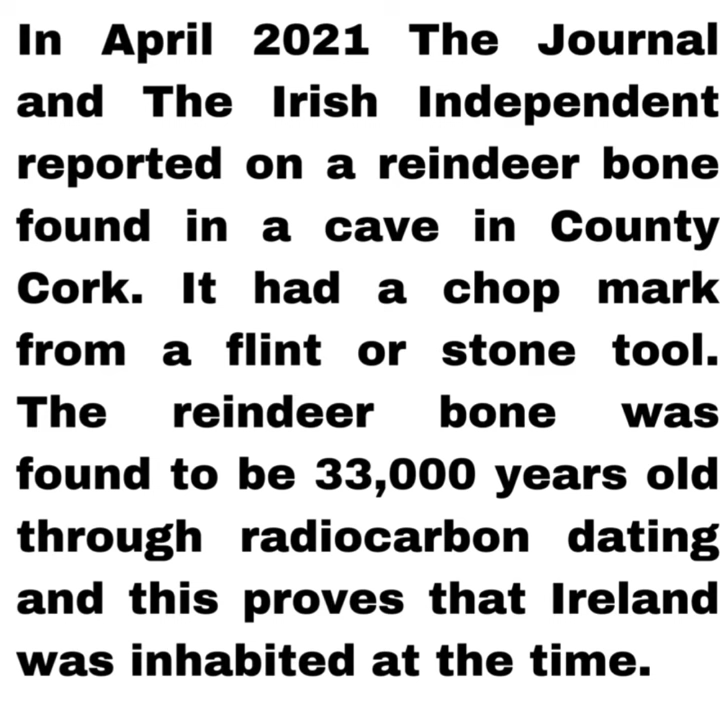 In April 2021 The Journal
and The Irish Independent
reported on a reindeer bone
found in a cave in County
Cork. It had a chop mark
from a flint or stone tool.
The reindeer bone was
found to be 33,000 years old
through radiocarbon dating
and this proves that Ireland
was inhabited at the time.